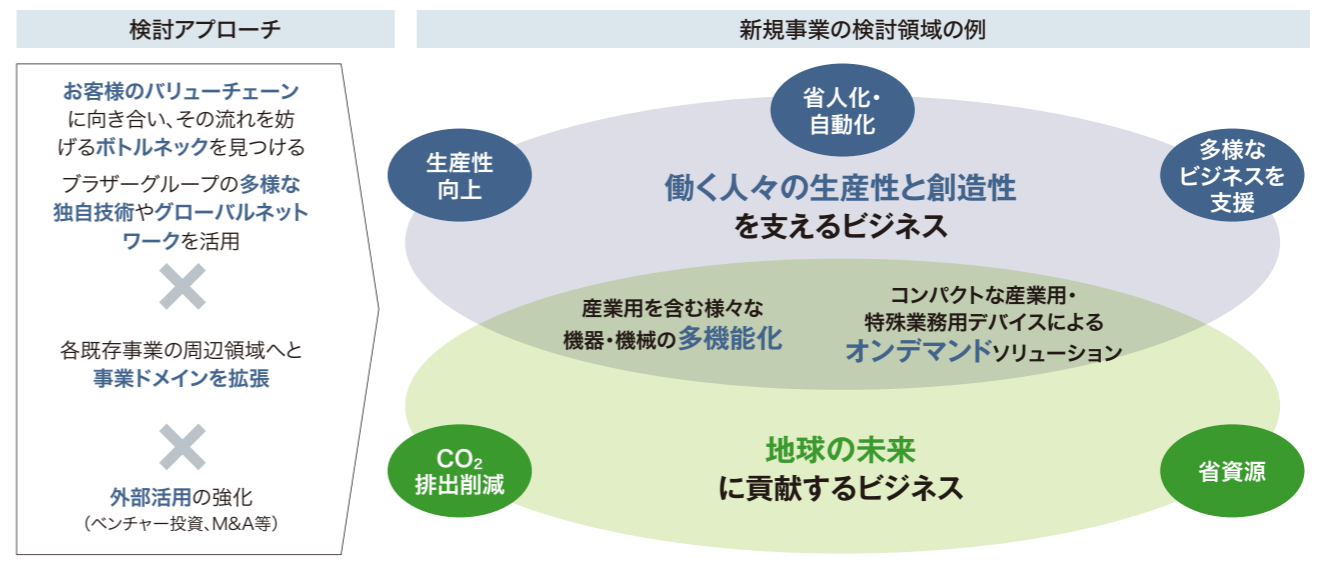 検討アプローチ
お客様のバリューチェーン
に向き合い、その流れを妨
げるボトルネックを見つける
ブラザーグループの多様な
独自技術やグローバルネット
ワークを活用
×
各既存事業の周辺領域へと
事業ドメインを拡張
×
外部活用の強化
(ベンチャー投資、M&A等)
新規事業の検討領域の例
省人化・
自動化
生産性
向上
多様な
ビジネスを
支援
働く人々の生産性と創造性
を支えるビジネス
産業用を含む様々な
機器・機械の多機能化
コンパクトな産業用・
特殊業務用デバイスによる
オンデマンドソリューション
地球の未来
に貢献するビジネス
CO₂
排出削減
省資源